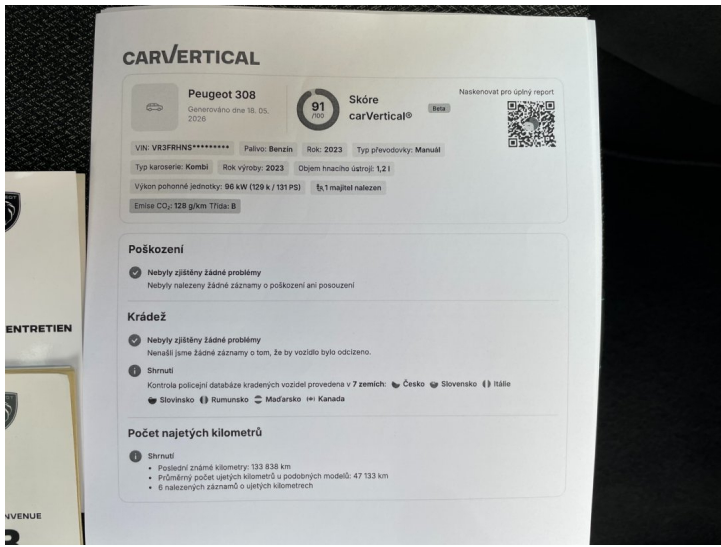 CARVERTICAL
Peugeot 308
Generováno dne 18. 05. 2026
91
/100
Skóre carVertical®
Beta
Naskenovat pro úplný report
VIN: VR3FRHNS*********
Palivo: Benzín
Rok: 2023
Typ převodovky: Manuál
Typ karoserie: Kombi
Rok výroby: 2023
Objem hnacího ústrojí: 1,2 l
Výkon pohonné jednotky: 96 kW (129 k / 131 PS)
1 majitel nalezen
Emise CO₂: 128 g/km Třída: B
Poškození
Nebyly zjištěny žádné problémy
Nebyly nalezeny žádné záznamy o poškození ani posouzení
Krádež
Nebyly zjištěny žádné problémy
Nenašli jsme žádné záznamy o tom, že by vozidlo bylo odcizeno.
Shrnutí
Kontrola policejní databáze kradených vozidel provedena v 7 zemích: Česko Slovensko Itálie
Slovinsko Rumunsko Maďarsko Kanada
Počet najetých kilometrů
Shrnutí
• Poslední známé kilometry: 133 838 km
• Průměrný počet ujetých kilometrů u podobných modelů: 47 133 km
• 6 nalezených záznamů o ujetých kilometrech
ENTRETIEN
NVENUE